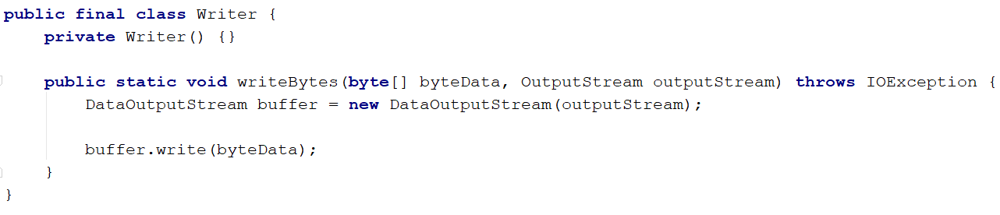 public final class Writer {
    private Writer() {}
    public static void writeBytes(byte[] byteData, OutputStream outputStream) throws IOException {
        DataOutputStream buffer = new DataOutputStream(outputStream);
        buffer.write(byteData);
    }
}